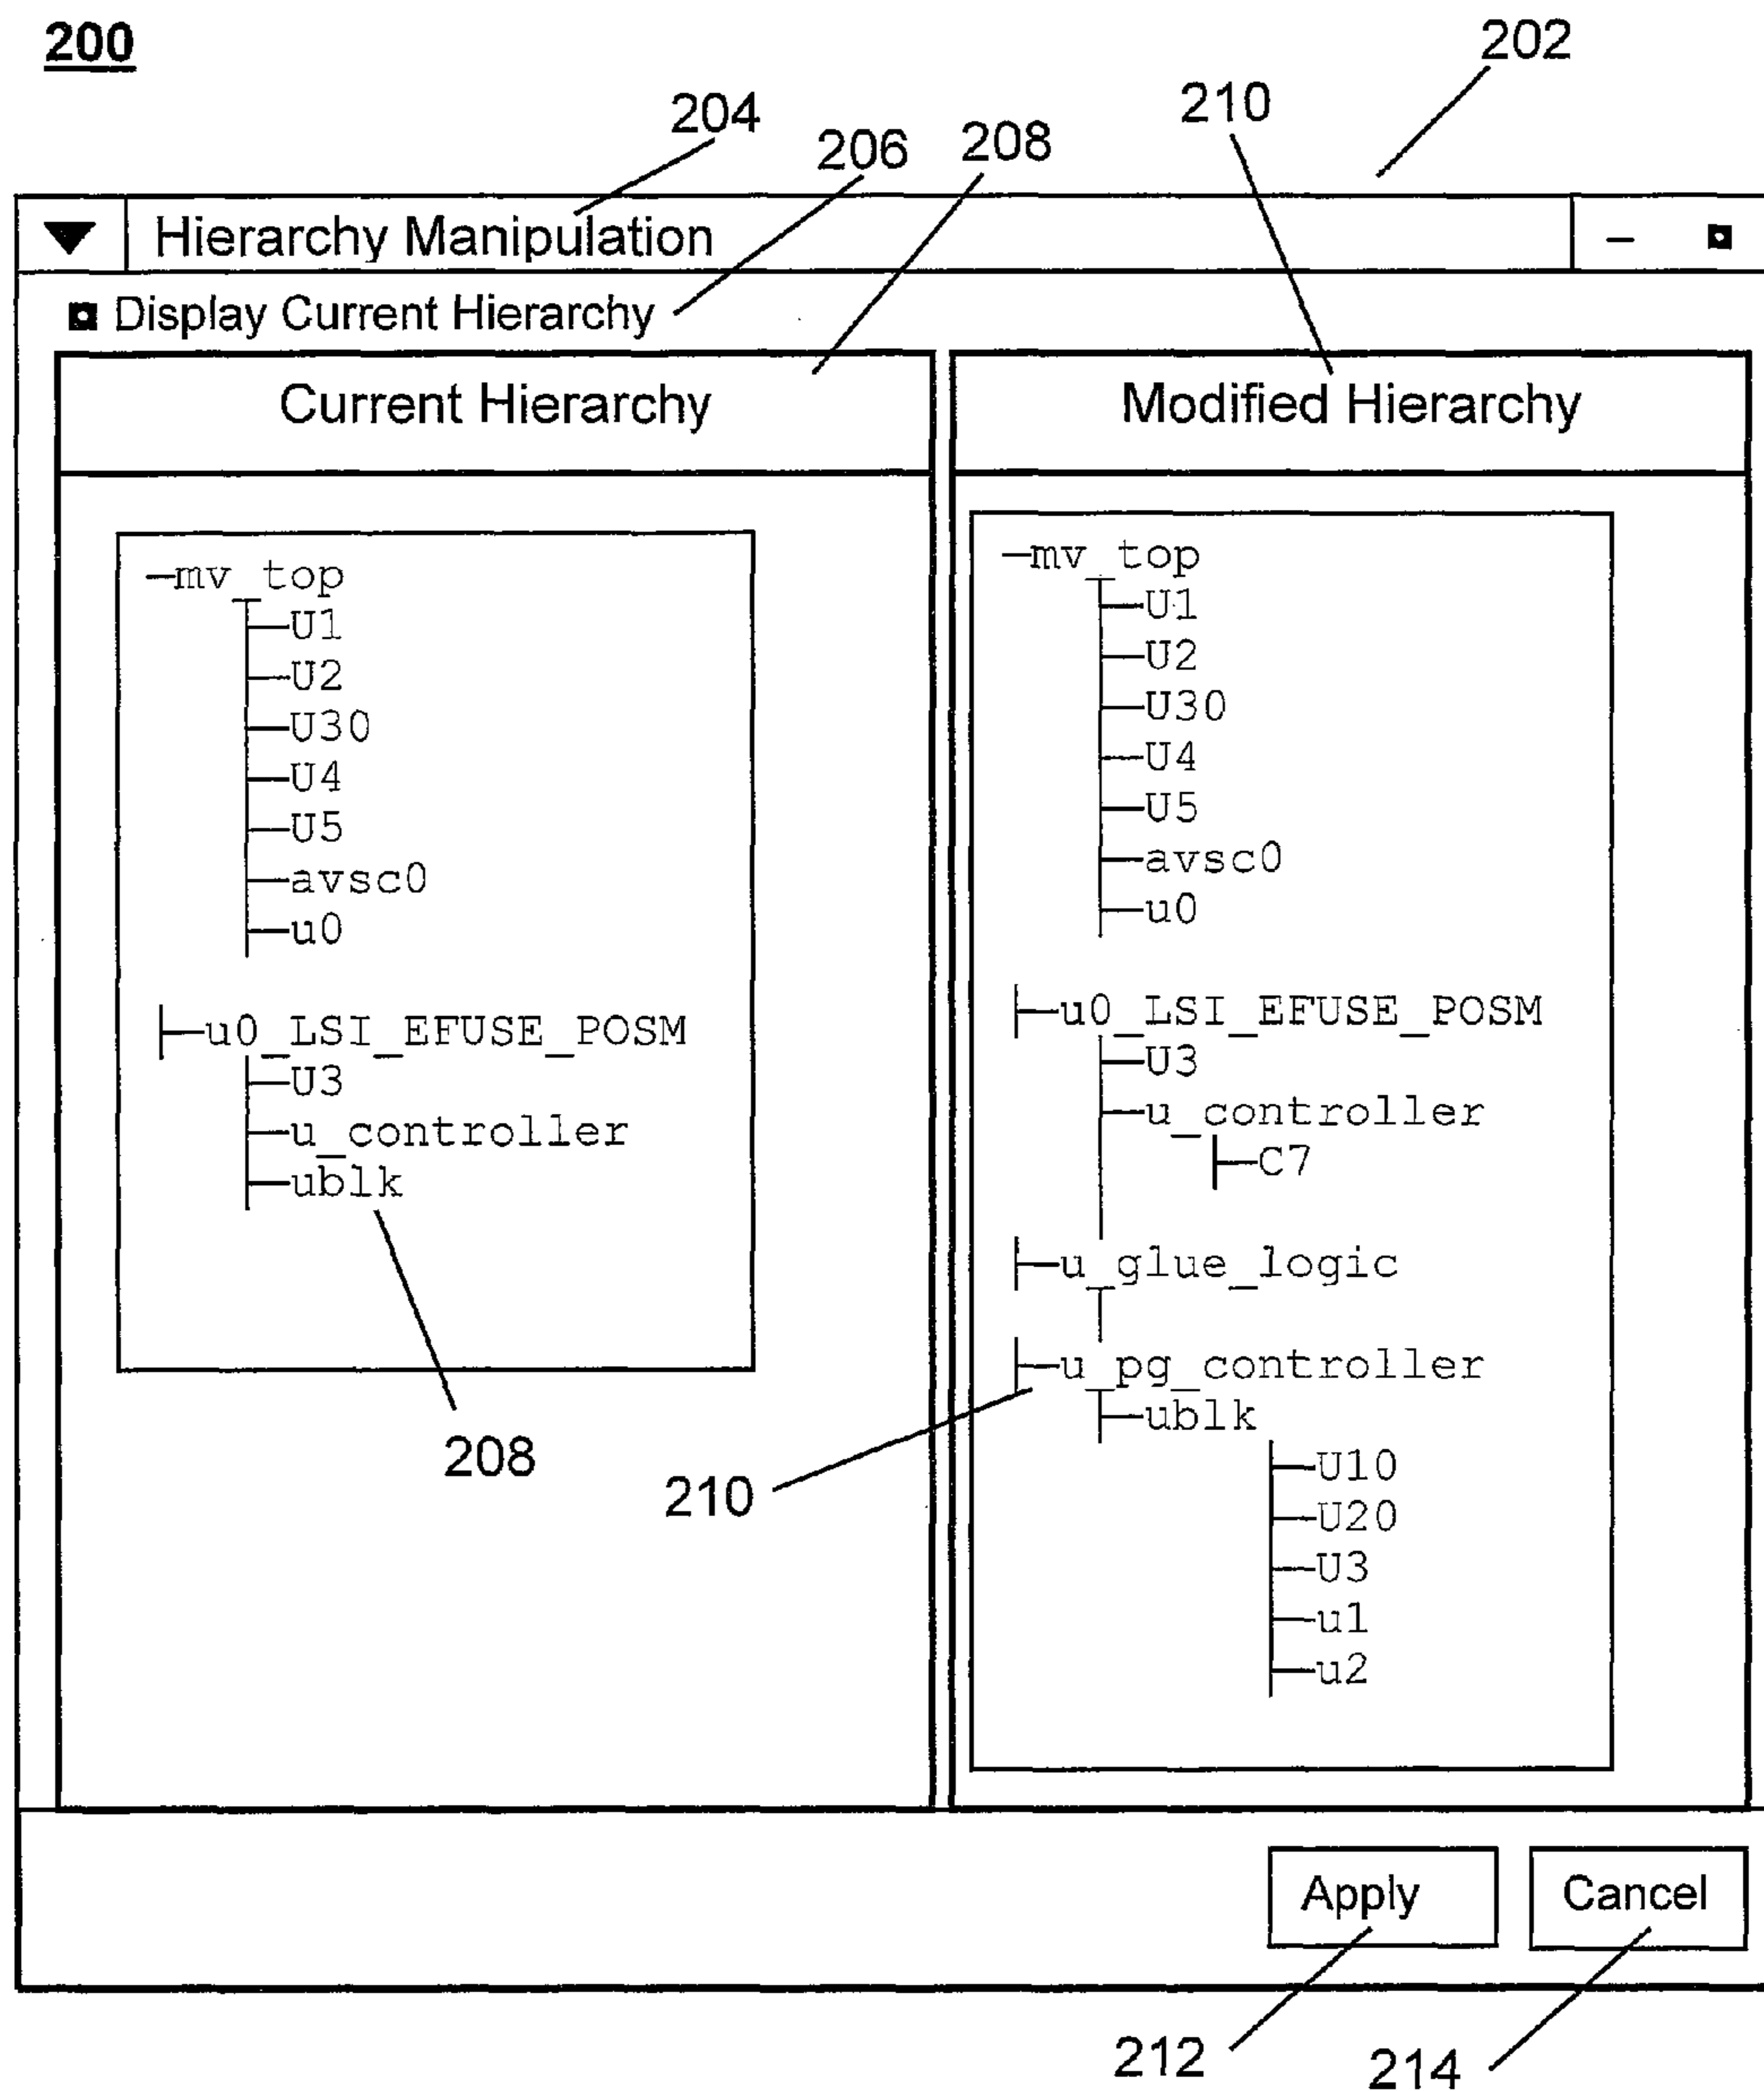 200
202
204
210
206
208
Hierarchy Manipulation
Display Current Hierarchy
Current Hierarchy
mv_top
U1
U2
U30
U4
U5
avsc0
u0
u0_LSI_EFUSE_POSM
U3
u_controller
ublk
208
Modified Hierarchy
mv_top
U1
U2
U30
U4
U5
avsc0
u0
u0_LSI_EFUSE_POSM
U3
u_controller
C7
u_glue_logic
u_pg_controller
ublk
U10
U20
U3
u1
u2
210
Apply
Cancel
212
214